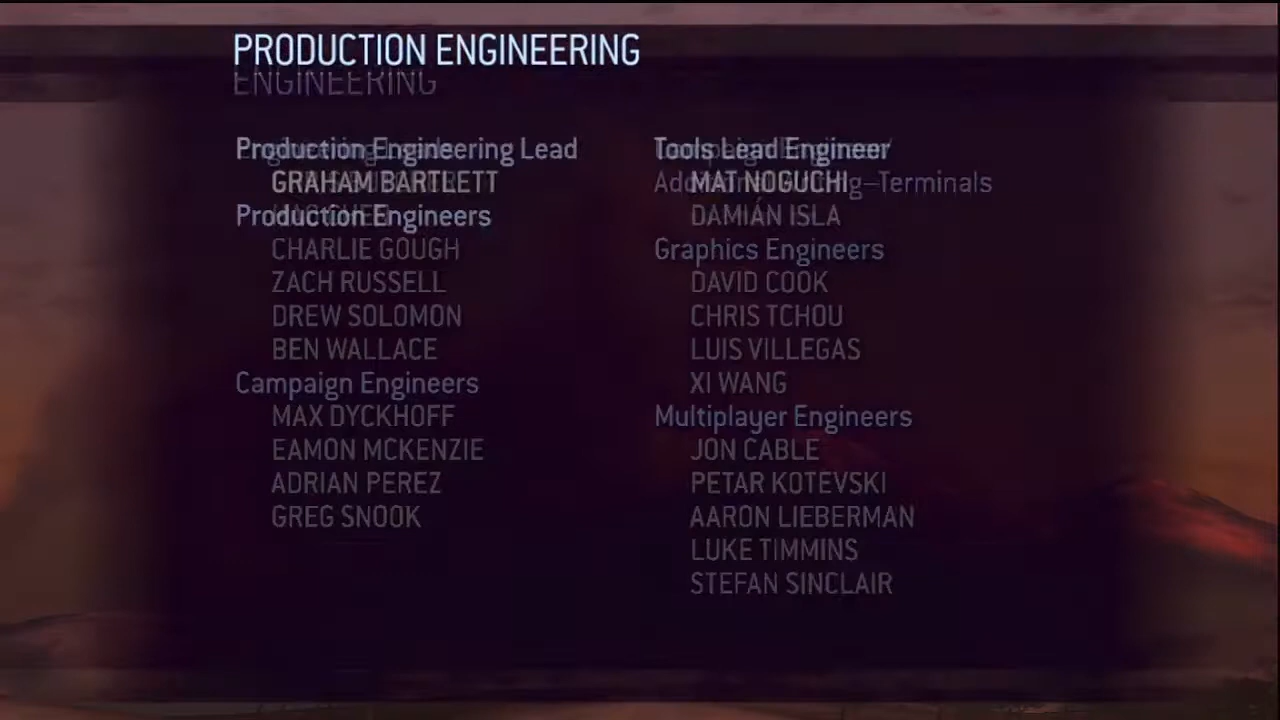 PRODUCTION ENGINEERING
ENGINEERING
Production Engineering Lead
GRAHAM BARTLETT
Production Engineers
CHARLIE GOUGH
ZACH RUSSELL
DREW SOLOMON
BEN WALLACE
Campaign Engineers
MAX DYCKHOFF
EAMON MCKENZIE
ADRIAN PEREZ
GREG SNOOK
Tools Lead Engineer
MAT NOGUCHI
–Terminals
DAMIÁN ISLA
Graphics Engineers
DAVID COOK
CHRIS TCHOU
LUIS VILLEGAS
XI WANG
Multiplayer Engineers
JON CABLE
PETAR KOTEVSKI
AARON LIEBERMAN
LUKE TIMMINS
STEFAN SINCLAIR